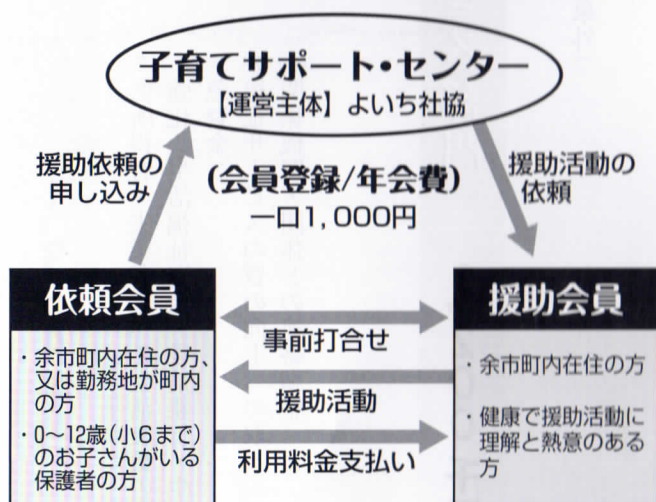 子育てサポート・センター
【運営主体】よいち社協
援助依頼の
申し込み
(会員登録/年会費)
一口1,000円
援助活動の
依頼
依頼会員
・余市町内在住の方、
又は勤務地が町内
の方
・0～12歳(小6まで)
のお子さんがいる
保護者の方
事前打合せ
援助活動
利用料金支払い
援助会員
・余市町内在住の方
・健康で援助活動に
理解と熱意のある
方